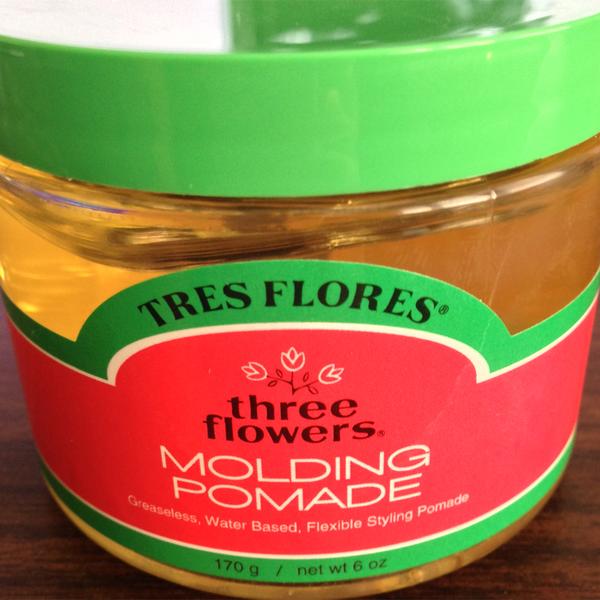 TRES FLORES®
three
flowers®
MOLDING
POMADE
Greaseless, Water Based, Flexible Styling Pomade
170 g / net wt 6 oz